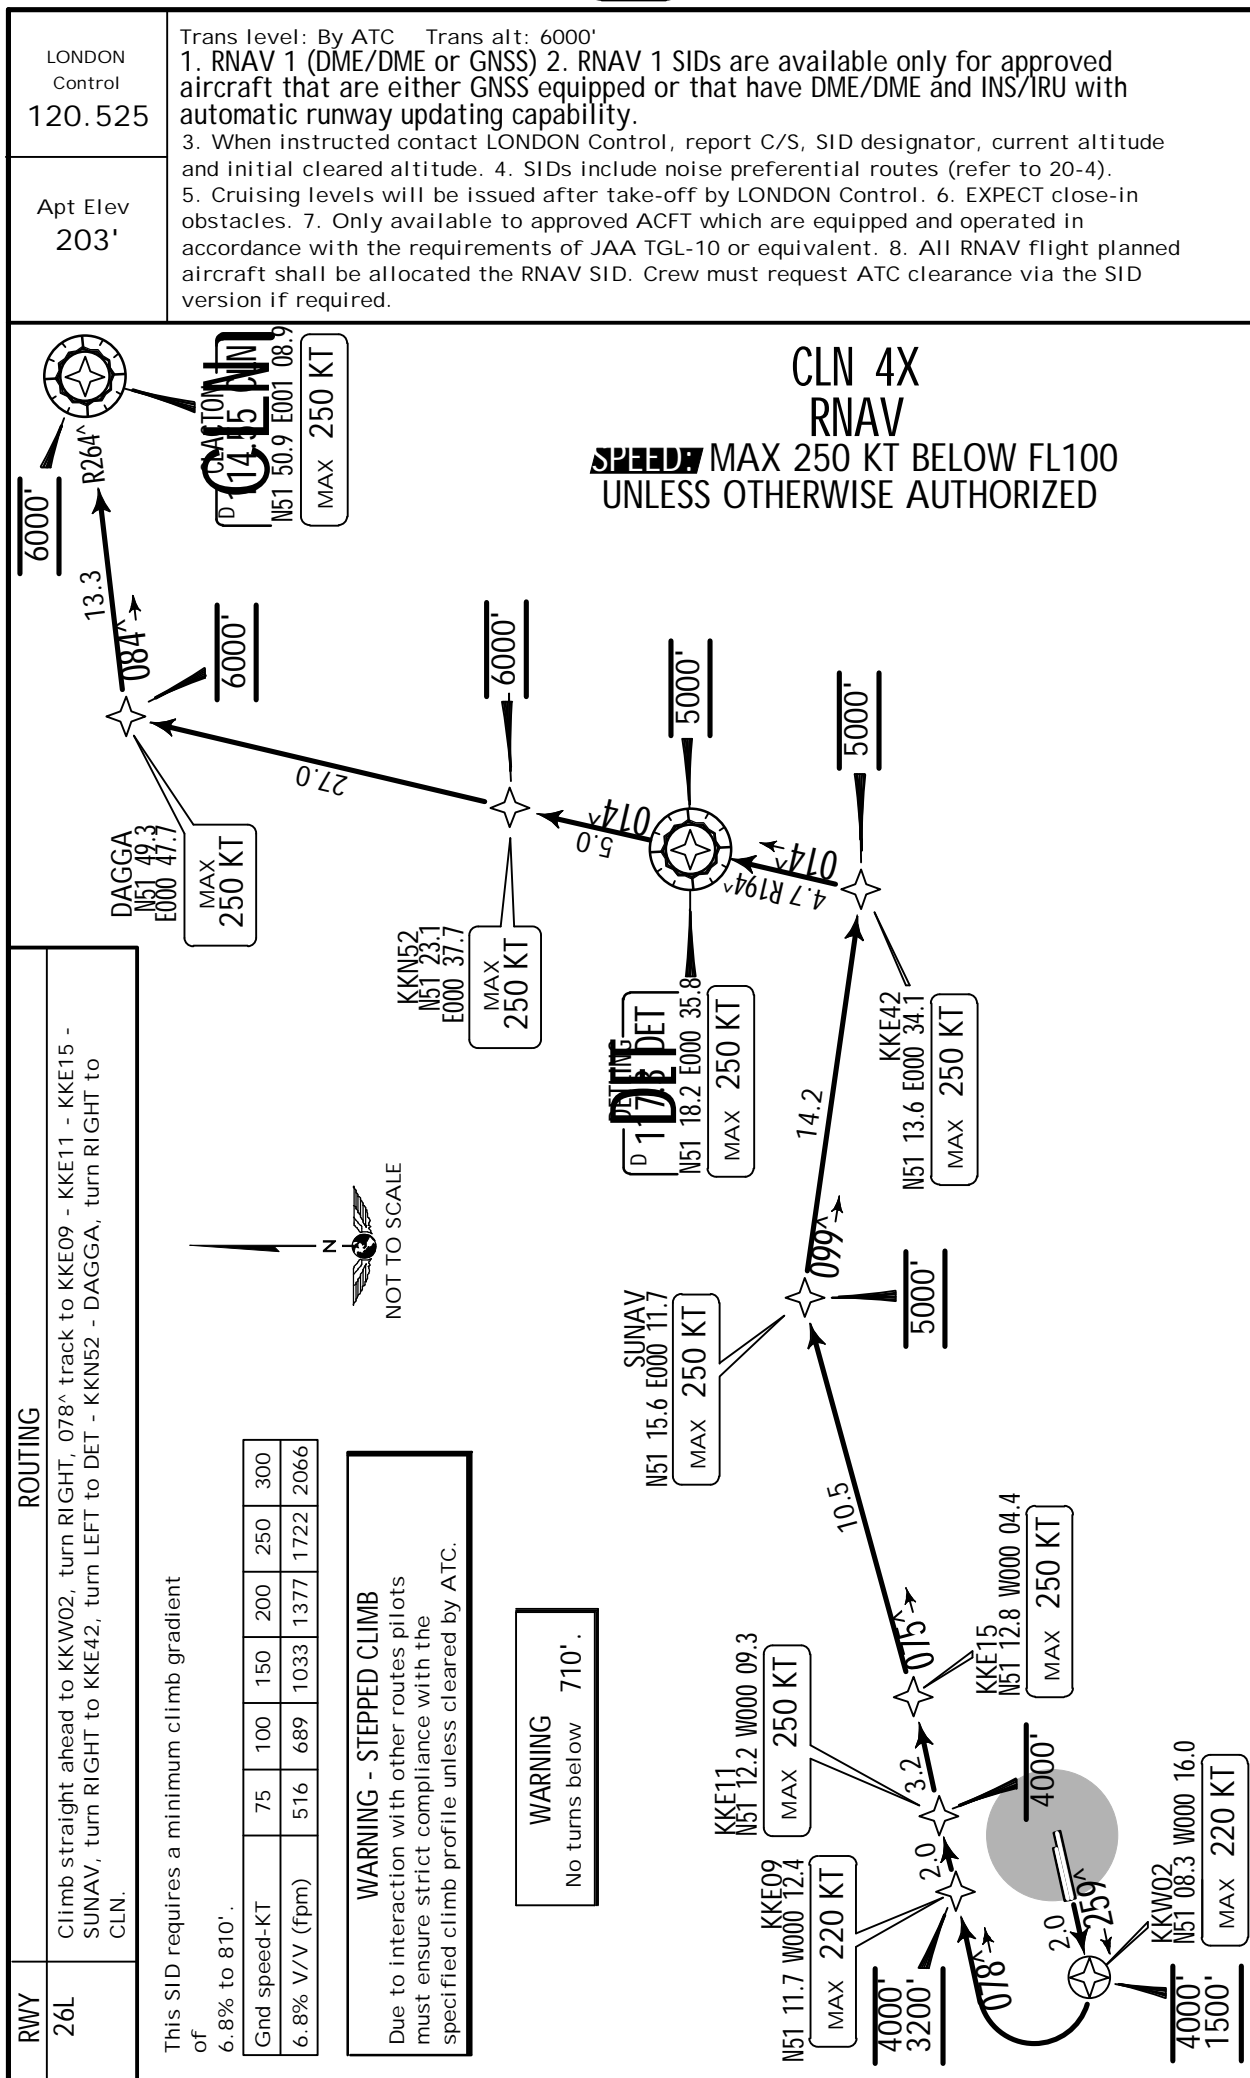 LONDON
Control
120.525
Apt Elev
203'
Trans level: By ATC Trans alt: 6000'
1. RNAV 1 (DME/DME or GNSS) 2. RNAV 1 SIDs are available only for approved
aircraft that are either GNSS equipped or that have DME/DME and INS/IRU with
automatic runway updating capability.
3. When instructed contact LONDON Control, report C/S, SID designator, current altitude
and initial cleared altitude. 4. SIDs include noise preferential routes (refer to 20-4).
5. Cruising levels will be issued after take-off by LONDON Control. 6. EXPECT close-in
obstacles. 7. Only available to approved ACFT which are equipped and operated in
accordance with the requirements of JAA TGL-10 or equivalent. 8. All RNAV flight planned
aircraft shall be allocated the RNAV SID. Crew must request ATC clearance via the SID
version if required.
CLN 4X
RNAV
SPEED: MAX 250 KT BELOW FL100
UNLESS OTHERWISE AUTHORIZED
CLACTON
D 114.55 CLN
CLN
N51 50.9 E001 08.9
MAX 250 KT
R264^
6000'
13.3
084^
6000'
DAGGA
N51 49.3
E000 47.7
MAX
250 KT
27.0
6000'
KKN52
N51 23.1
E000 37.7
MAX
250 KT
014^
5.0
5000'
DETLING
D 117.3 DET
DET
N51 18.2 E000 35.8
MAX 250 KT
014^
4.7 R194^
5000'
KKE42
N51 13.6 E000 34.1
MAX 250 KT
14.2
099^
5000'
SUNAV
N51 15.6 E000 11.7
MAX 250 KT
10.5
075^
KKE15
N51 12.8 W000 04.4
MAX 250 KT
3.2
4000'
KKE11
N51 12.2 W000 09.3
MAX 250 KT
2.0
KKE09
N51 11.7 W000 12.4
MAX 220 KT
4000'
3200'
078^
2.0
259^
KKW02
N51 08.3 W000 16.0
MAX 220 KT
4000'
1500'
N
NOT TO SCALE
RWY
ROUTING
26L
Climb straight ahead to KKW02, turn RIGHT, 078^ track to KKE09 - KKE11 - KKE15 -
SUNAV, turn RIGHT to KKE42, turn LEFT to DET - KKN52 - DAGGA, turn RIGHT to
CLN.
This SID requires a minimum climb gradient
of
6.8% to 810'.
Gnd speed-KT 75 100 150 200 250 300
6.8% V/V (fpm) 516 689 1033 1377 1722 2066
WARNING - STEPPED CLIMB
Due to interaction with other routes pilots
must ensure strict compliance with the
specified climb profile unless cleared by ATC.
WARNING
No turns below 710'.